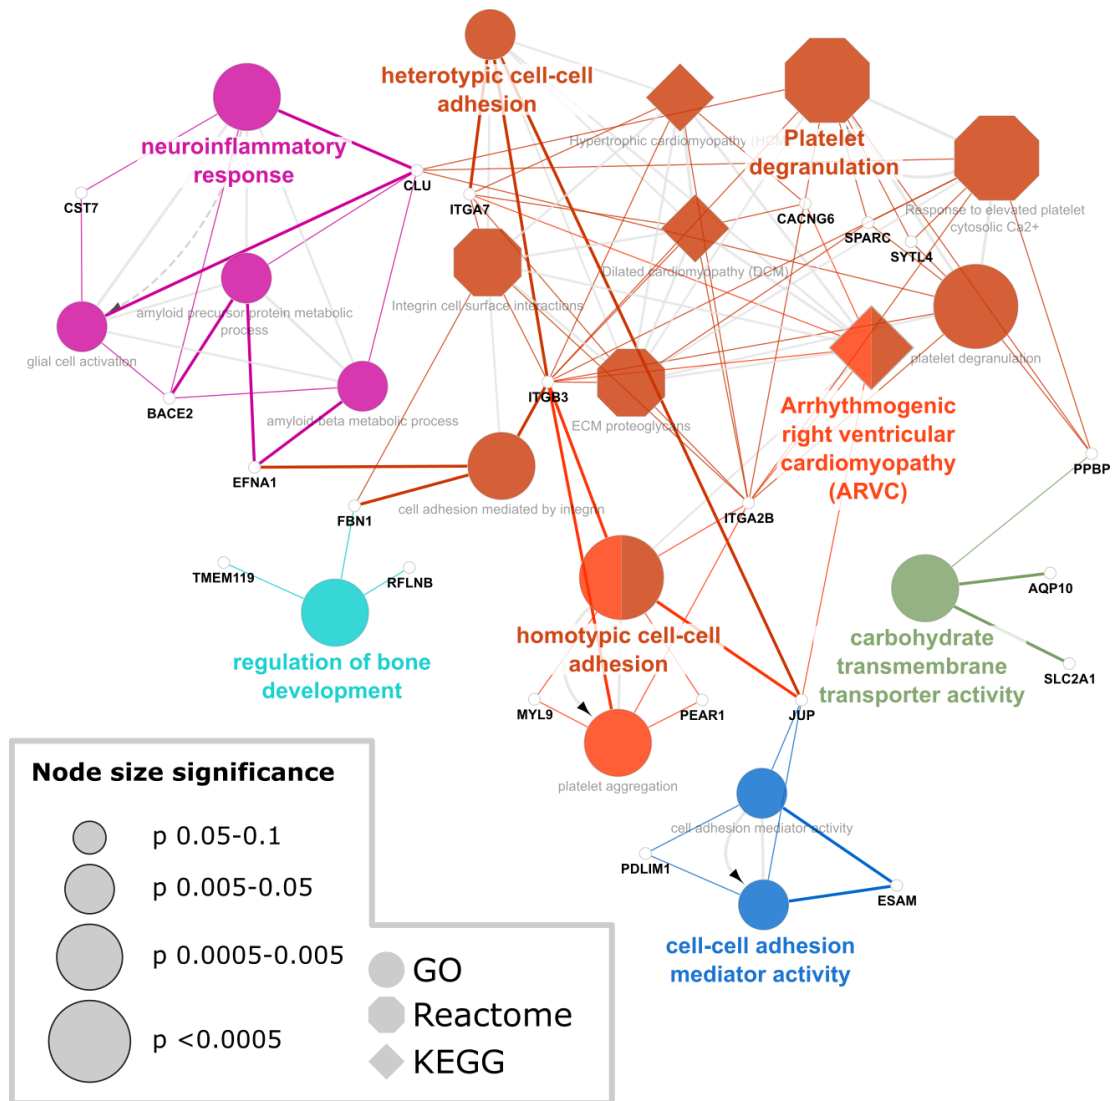 heterotypic cell-cell
adhesion
Hypertrophic cardiomyopathy (HCM)
Platelet
degranulation
neuroinflammatory
response
CLU
CST7
ITGA7
CACNG6
Response to elevated platelet
cytosolic Ca2+
SPARC
SYTL4
Dilated cardiomyopathy (DCM)
Integrin cell surface interactions
amyloid precursor protein metabolic
process
glial cell activation
platelet degranulation
BACE2
amyloid-beta metabolic process
ITGB3
ECM proteoglycans
Arrhythmogenic
right ventricular
cardiomyopathy
(ARVC)
PPBP
EFNA1
cell adhesion mediated by integrin
FBN1
ITGA2B
TMEM119
RFLNB
AQP10
homotypic cell-cell
adhesion
carbohydrate
transmembrane
transporter activity
regulation of bone
development
SLC2A1
MYL9
PEAR1
JUP
platelet aggregation
cell adhesion mediator activity
PDLIM1
ESAM
cell-cell adhesion
mediator activity
Node size significance
p 0.05-0.1
p 0.005-0.05
p 0.0005-0.005
p <0.0005
GO
Reactome
KEGG